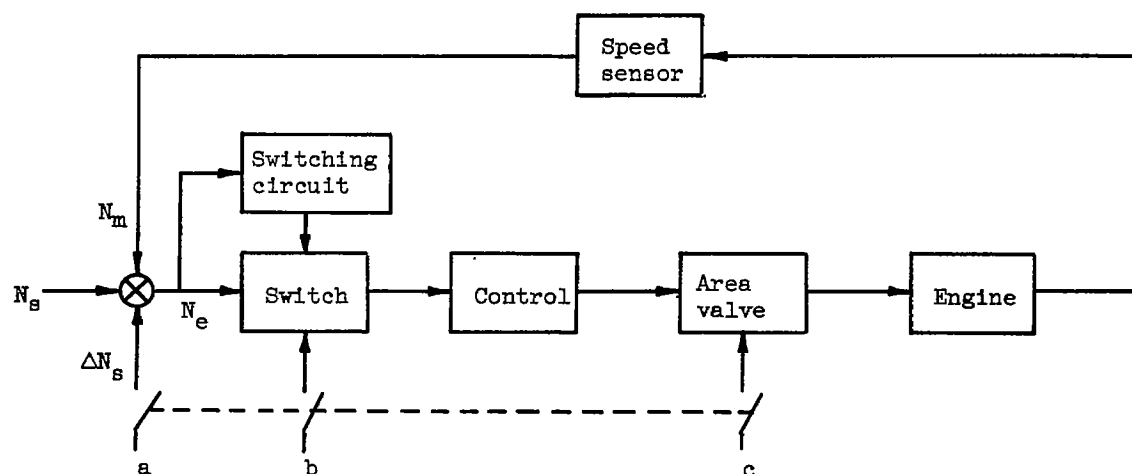 Speed
sensor
Switching
circuit
N_m
N_s
N_e
Switch
Control
Area
valve
Engine
ΔN_s
a
b
c